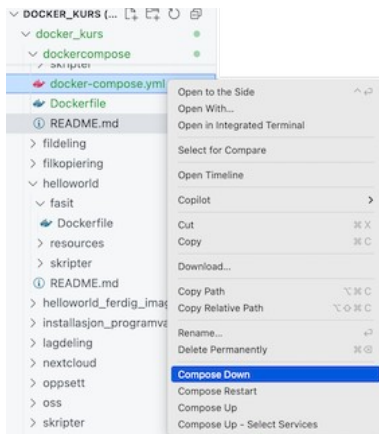 DOCKER_KURS (...
docker_kurs
dockercompose
skripter
docker-compose.yml
Dockerfile
README.md
fildeling
filkopiering
helloworld
fasit
Dockerfile
resources
skripter
README.md
helloworld_ferdig_imag
installasjon_programva
lagdeling
nextcloud
oppsett
oss
skripter
Open to the Side ^⏎
Open With...
Open in Integrated Terminal
Select for Compare
Open Timeline
Copilot
Cut ⌘ X
Copy ⌘ C
Download...
Copy Path ⌥ ⌘ C
Copy Relative Path ⌥ ⇧ ⌘ C
Rename... ⏎
Delete Permanently ⌘ ⌫
Compose Down
Compose Restart
Compose Up
Compose Up - Select Services